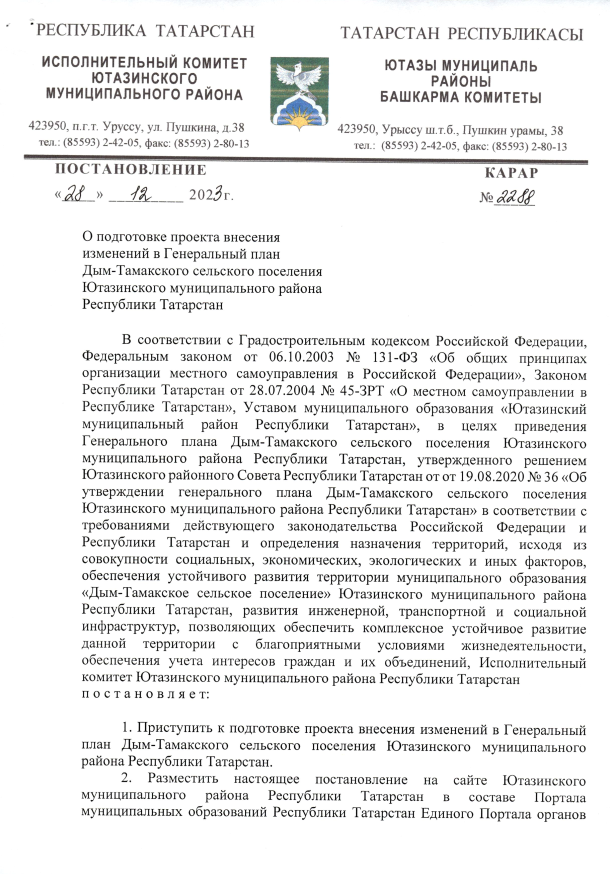 РЕСПУБЛИКА ТАТАРСТАН
ИСПОЛНИТЕЛЬНЫЙ КОМИТЕТ
ЮТАЗИНСКОГО
МУНИЦИПАЛЬНОГО РАЙОНА
423950, п.г.т. Уруссу, ул. Пушкина, д.38
тел.: (85593) 2-42-05, факс: (85593) 2-80-13
ТАТАРСТАН РЕСПУБЛИКАСЫ
ЮТАЗЫ МУНИЦИПАЛЬ
РАЙОНЫ
БАШКАРМА КОМИТЕТЫ
423950, Урыссу ш.т.б., Пушкин урамы, 38
тел.: (85593) 2-42-05, факс: (85593) 2-80-13
ПОСТАНОВЛЕНИЕ
КАРАР
«28» 12 2023 г.
№ 2288
О подготовке проекта внесения
изменений в Генеральный план
Дым-Тамакского сельского поселения
Ютазинского муниципального района
Республики Татарстан
В соответствии с Градостроительным кодексом Российской Федерации,
Федеральным законом от 06.10.2003 № 131-ФЗ «Об общих принципах
организации местного самоуправления в Российской Федерации», Законом
Республики Татарстан от 28.07.2004 № 45-ЗРТ «О местном самоуправлении в
Республике Татарстан», Уставом муниципального образования «Ютазинский
муниципальный район Республики Татарстан», в целях приведения
Генерального плана Дым-Тамакского сельского поселения Ютазинского
муниципального района Республики Татарстан, утвержденного решением
Ютазинского районного Совета Республики Татарстан от от 19.08.2020 № 36 «Об
утверждении генерального плана Дым-Тамакского сельского поселения
Ютазинского муниципального района Республики Татарстан» в соответствии с
требованиями действующего законодательства Российской Федерации и
Республики Татарстан и определения назначения территорий, исходя из
совокупности социальных, экономических, экологических и иных факторов,
обеспечения устойчивого развития территории муниципального образования
«Дым-Тамакское сельское поселение» Ютазинского муниципального района
Республики Татарстан, развития инженерной, транспортной и социальной
инфраструктур, позволяющих обеспечить комплексное устойчивое развитие
данной территории с благоприятными условиями жизнедеятельности,
обеспечения учета интересов граждан и их объединений, Исполнительный
комитет Ютазинского муниципального района Республики Татарстан
п о с т а н о в л я е т:
1. Приступить к подготовке проекта внесения изменений в Генеральный
план Дым-Тамакского сельского поселения Ютазинского муниципального
района Республики Татарстан.
2. Разместить настоящее постановление на сайте Ютазинского
муниципального района Республики Татарстан в составе Портала
муниципальных образований Республики Татарстан Единого Портала органов